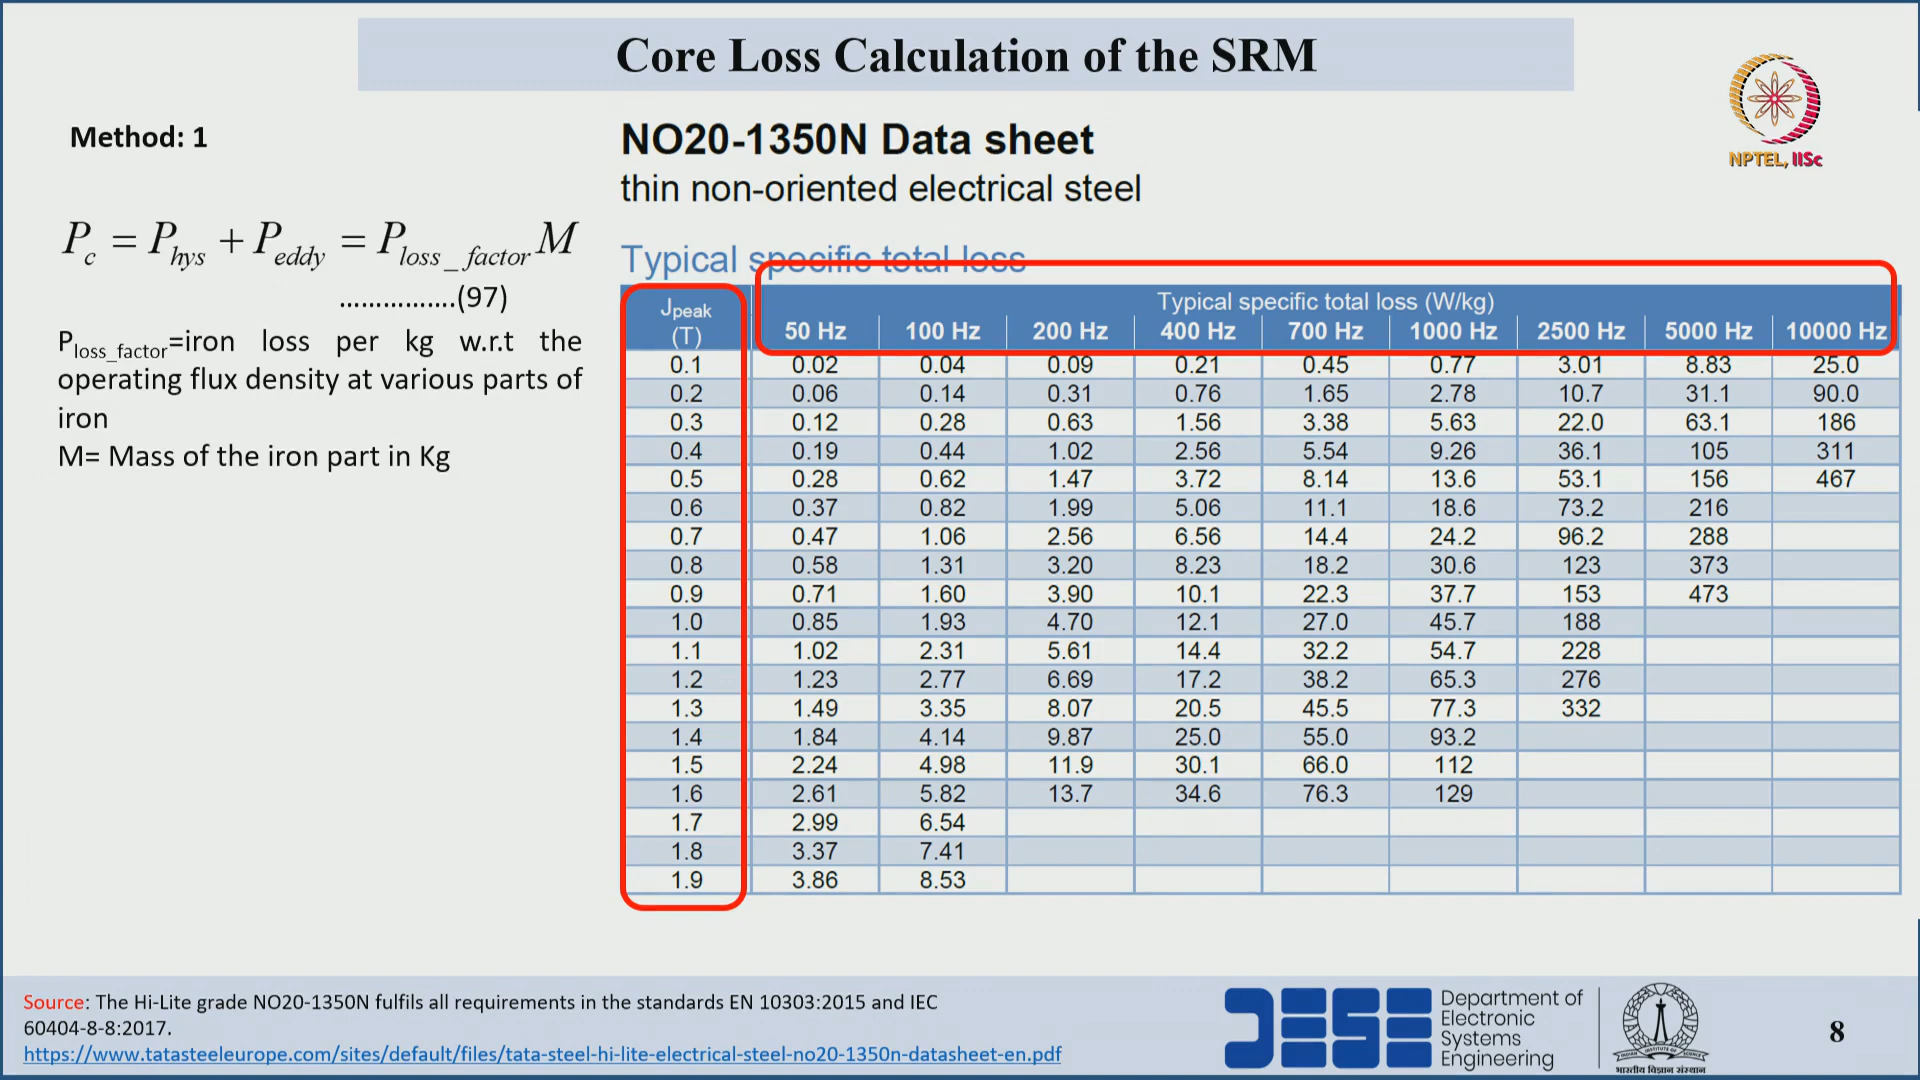 Core Loss Calculation of the SRM
NPTEL, IISc
Method: 1
P_c = P_hys + P_eddy = P_loss_factor M
................(97)
P_loss_factor=iron loss per kg w.r.t the
operating flux density at various parts of
iron
M= Mass of the iron part in Kg
NO20-1350N Data sheet
thin non-oriented electrical steel
Typical specific total loss
J_peak (T) Typical specific total loss (W/kg)
50 Hz 100 Hz 200 Hz 400 Hz 700 Hz 1000 Hz 2500 Hz 5000 Hz 10000 Hz
0.1 0.02 0.04 0.09 0.21 0.45 0.77 3.01 8.83 25.0
0.2 0.06 0.14 0.31 0.76 1.65 2.78 10.7 31.1 90.0
0.3 0.12 0.28 0.63 1.56 3.38 5.63 22.0 63.1 186
0.4 0.19 0.44 1.02 2.56 5.54 9.26 36.1 105 311
0.5 0.28 0.62 1.47 3.72 8.14 13.6 53.1 156 467
0.6 0.37 0.82 1.99 5.06 11.1 18.6 73.2 216
0.7 0.47 1.06 2.56 6.56 14.4 24.2 96.2 288
0.8 0.58 1.31 3.20 8.23 18.2 30.6 123 373
0.9 0.71 1.60 3.90 10.1 22.3 37.7 153 473
1.0 0.85 1.93 4.70 12.1 27.0 45.7 188
1.1 1.02 2.31 5.61 14.4 32.2 54.7 228
1.2 1.23 2.77 6.69 17.2 38.2 65.3 276
1.3 1.49 3.35 8.07 20.5 45.5 77.3 332
1.4 1.84 4.14 9.87 25.0 55.0 93.2
1.5 2.24 4.98 11.9 30.1 66.0 112
1.6 2.61 5.82 13.7 34.6 76.3 129
1.7 2.99 6.54
1.8 3.37 7.41
1.9 3.86 8.53
Source: The Hi-Lite grade NO20-1350N fulfils all requirements in the standards EN 10303:2015 and IEC
60404-8-8:2017.
https://www.tatasteeleurope.com/sites/default/files/tata-steel-hi-lite-electrical-steel-no20-1350n-datasheet-en.pdf
DESE
Department of
Electronic
Systems
Engineering
भारतीय विज्ञान संस्थान
8